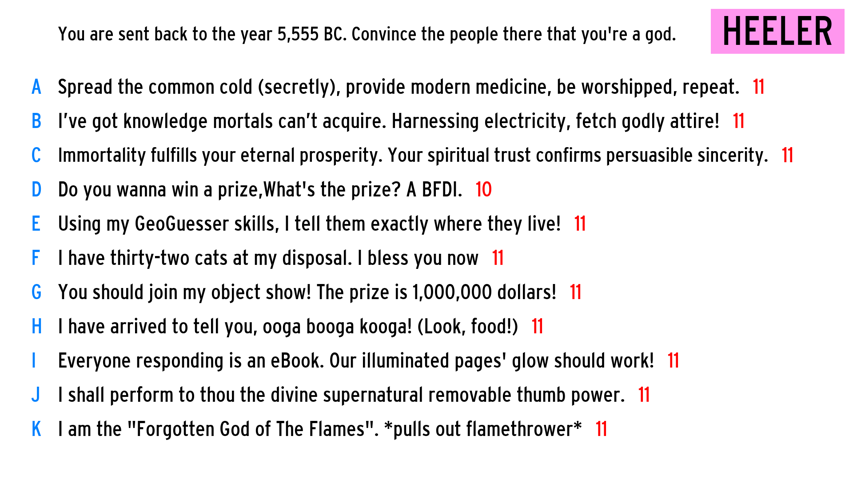 You are sent back to the year 5,555 BC. Convince the people there that you're a god.
HEELER
A Spread the common cold (secretly), provide modern medicine, be worshipped, repeat. 11
B I've got knowledge mortals can't acquire. Harnessing electricity, fetch godly attire! 11
C Immortality fulfills your eternal prosperity. Your spiritual trust confirms persuasible sincerity. 11
D Do you wanna win a prize,What's the prize? A BFDI. 10
E Using my GeoGuesser skills, I tell them exactly where they live! 11
F I have thirty-two cats at my disposal. I bless you now 11
G You should join my object show! The prize is 1,000,000 dollars! 11
H I have arrived to tell you, ooga booga kooga! (Look, food!) 11
I Everyone responding is an eBook. Our illuminated pages' glow should work! 11
J I shall perform to thou the divine supernatural removable thumb power. 11
K I am the "Forgotten God of The Flames". *pulls out flamethrower* 11